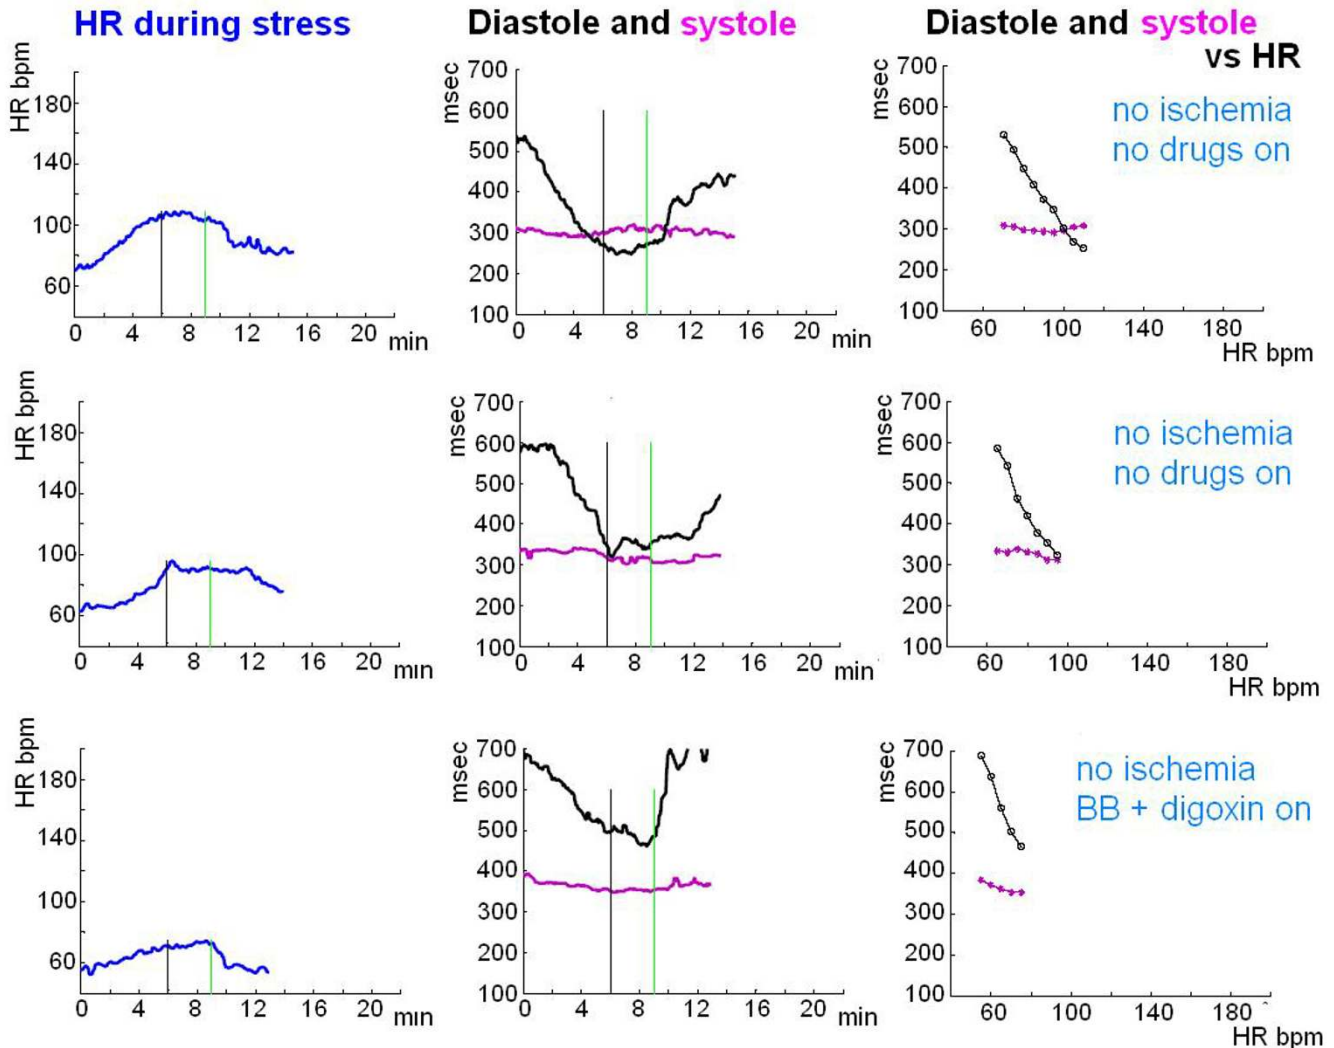 HR during stress
Diastole and systole
Diastole and systole
vs HR
HR bpm
180
140
100
60
0 4 8 12 16 20 min
msec
700
600
500
400
300
200
100
0 4 8 12 16 20 min
msec
700
600
500
400
300
200
100
60 100 140 180
HR bpm
no ischemia
no drugs on
HR bpm
180
140
100
60
0 4 8 12 16 20 min
msec
700
600
500
400
300
200
100
0 4 8 12 16 20 min
msec
700
600
500
400
300
200
100
60 100 140 180
HR bpm
no ischemia
no drugs on
HR bpm
180
140
100
60
0 4 8 12 16 20 min
msec
700
600
500
400
300
200
100
0 4 8 12 16 20 min
msec
700
600
500
400
300
200
100
60 80 120 180
HR bpm
no ischemia
BB + digoxin on